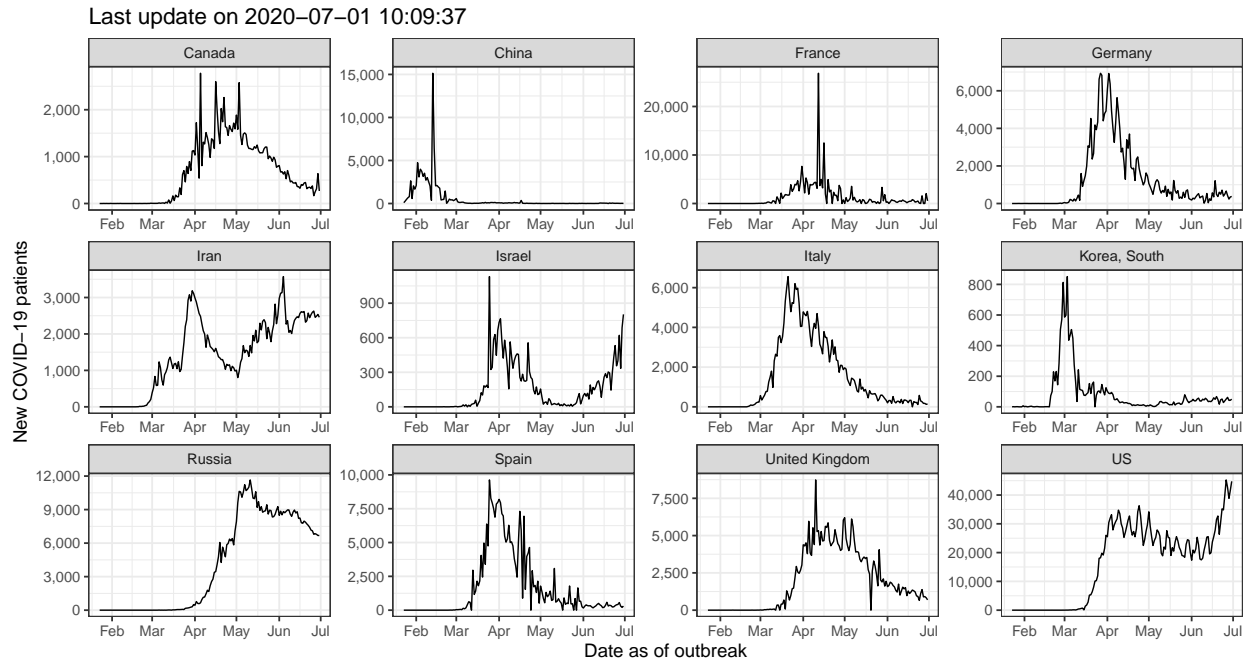 Last update on 2020−07−01 10:09:37
New COVID−19 patients
Canada
2,000
1,000
0
Feb Mar Apr May Jun Jul
China
15,000
10,000
5,000
0
Feb Mar Apr May Jun Jul
France
20,000
10,000
0
Feb Mar Apr May Jun Jul
Germany
6,000
4,000
2,000
0
Feb Mar Apr May Jun Jul
Iran
3,000
2,000
1,000
0
Feb Mar Apr May Jun Jul
Israel
900
600
300
0
Feb Mar Apr May Jun Jul
Italy
6,000
4,000
2,000
0
Feb Mar Apr May Jun Jul
Korea, South
800
600
400
200
0
Feb Mar Apr May Jun Jul
Russia
12,000
9,000
6,000
3,000
0
Feb Mar Apr May Jun Jul
Spain
10,000
7,500
5,000
2,500
0
Feb Mar Apr May Jun Jul
United Kingdom
7,500
5,000
2,500
0
Feb Mar Apr May Jun Jul
US
40,000
30,000
20,000
10,000
0
Feb Mar Apr May Jun Jul
Date as of outbreak